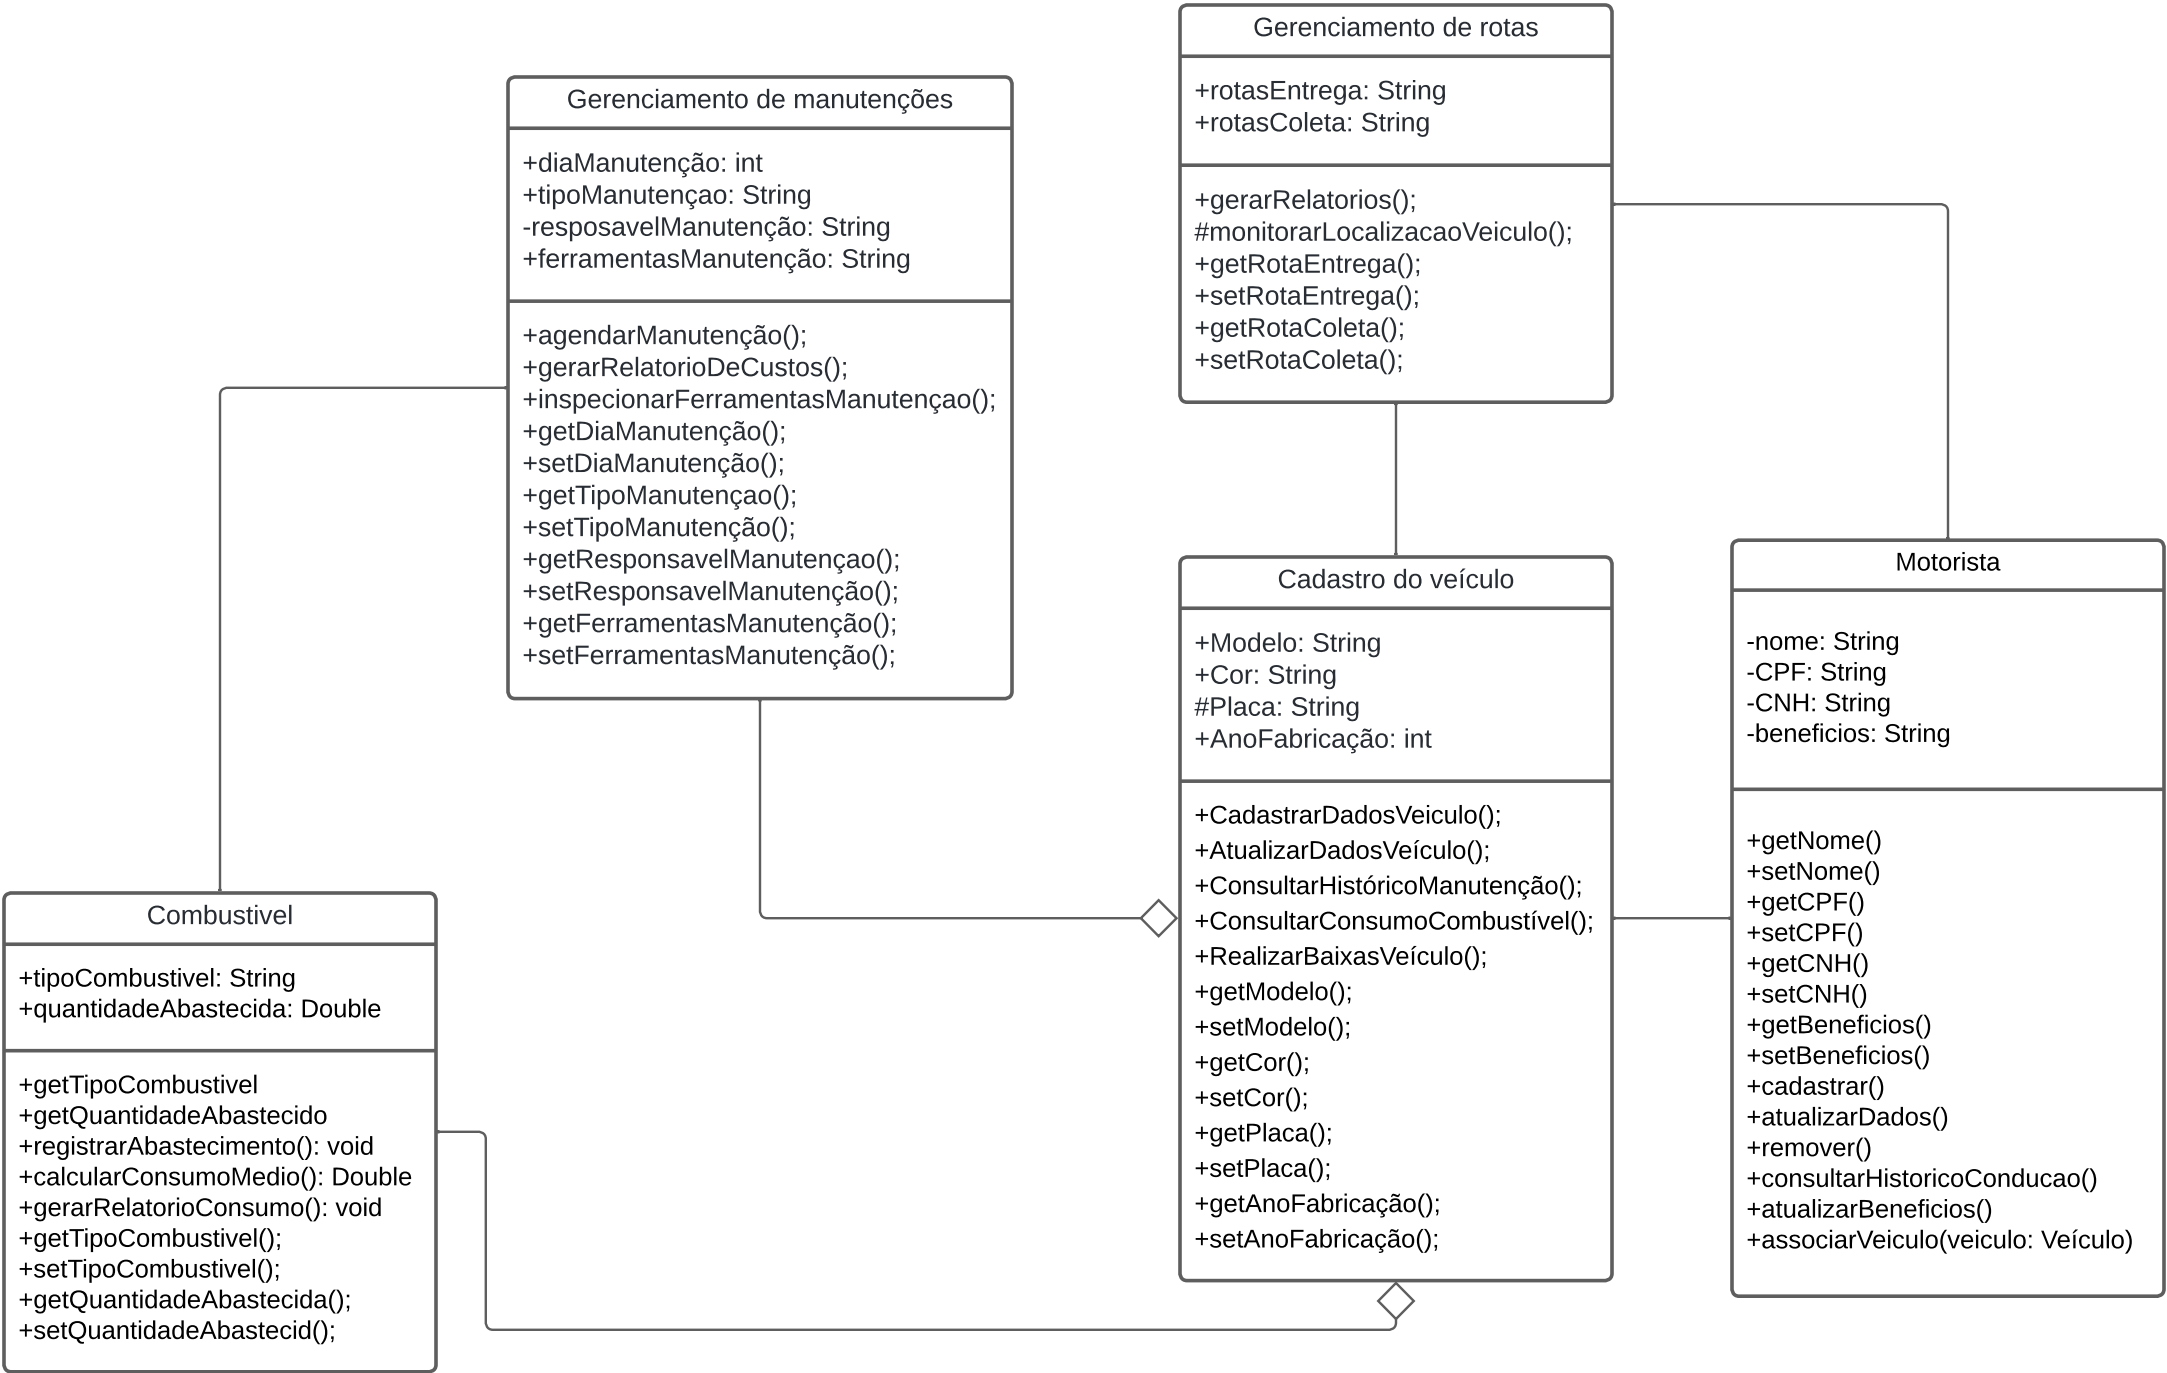 Gerenciamento de rotas
+rotasEntrega: String
+rotasColeta: String
+gerarRelatorios();
#monitorarLocalizacaoVeiculo();
+getRotaEntrega();
+setRotaEntrega();
+getRotaColeta();
+setRotaColeta();
Gerenciamento de manutenções
+diaManutenção: int
+tipoManutençao: String
-resposavelManutenção: String
+ferramentasManutenção: String
+agendarManutenção();
+gerarRelatorioDeCustos();
+inspecionarFerramentasManutençao();
+getDiaManutenção();
+setDiaManutenção();
+getTipoManutençao();
+setTipoManutenção();
+getResponsavelManutençao();
+setResponsavelManutenção();
+getFerramentasManutenção();
+setFerramentasManutenção();
Cadastro do veículo
+Modelo: String
+Cor: String
#Placa: String
+AnoFabricação: int
+CadastrarDadosVeiculo();
+AtualizarDadosVeículo();
+ConsultarHistóricoManutenção();
+ConsultarConsumoCombustível();
+RealizarBaixasVeículo();
+getModelo();
+setModelo();
+getCor();
+setCor();
+getPlaca();
+setPlaca();
+getAnoFabricação();
+setAnoFabricação();
Motorista
-nome: String
-CPF: String
-CNH: String
-beneficios: String
+getNome()
+setNome()
+getCPF()
+setCPF()
+getCNH()
+setCNH()
+getBeneficios()
+setBeneficios()
+cadastrar()
+atualizarDados()
+remover()
+consultarHistoricoConducao()
+atualizarBeneficios()
+associarVeiculo(veiculo: Veículo)
Combustivel
+tipoCombustivel: String
+quantidadeAbastecida: Double
+getTipoCombustivel
+getQuantidadeAbastecido
+registrarAbastecimento(): void
+calcularConsumoMedio(): Double
+gerarRelatorioConsumo(): void
+getTipoCombustivel();
+setTipoCombustivel();
+getQuantidadeAbastecida();
+setQuantidadeAbastecid();